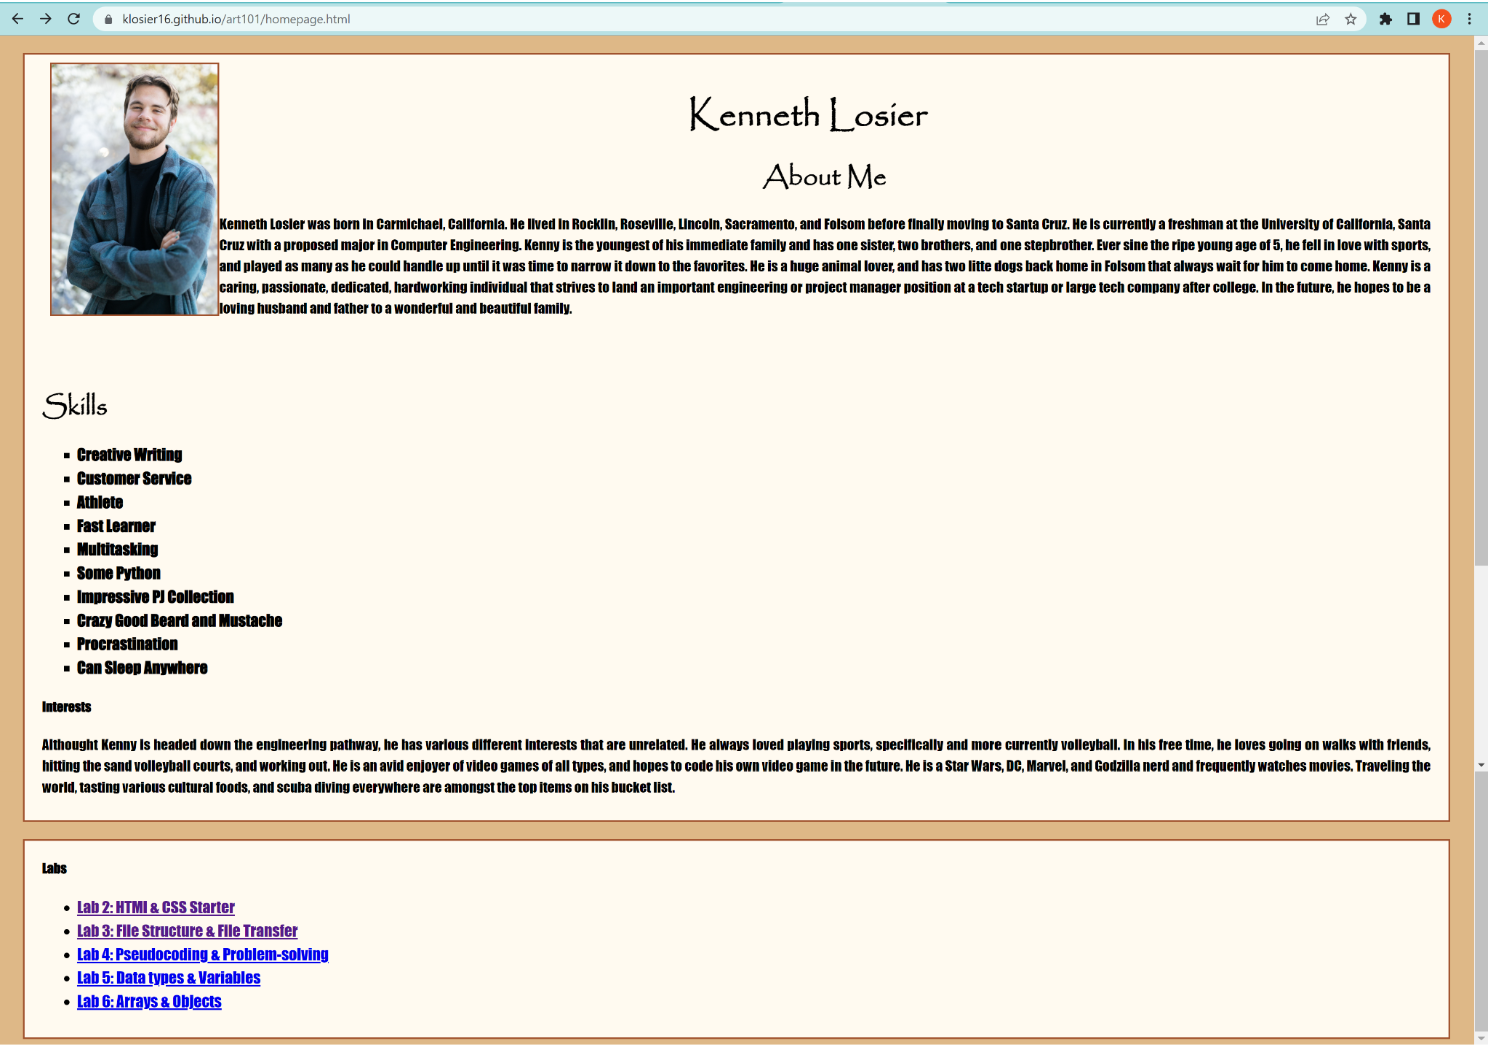 klosier16.github.io/art101/homepage.html
K
Kenneth Losier
About Me
Kenneth Losier was born in Carmichael, California. He lived in Rocklin, Roseville, Lincoln, Sacramento, and Folsom before finally moving to Santa Cruz. He is currently a freshman at the University of California, Santa
Cruz with a proposed major in Computer Engineering. Kenny is the youngest of his immediate family and has one sister, two brothers, and one stepbrother. Ever sine the ripe young age of 5, he fell in love with sports,
and played as many as he could handle up until it was time to narrow it down to the favorites. He is a huge animal lover, and has two litte dogs back home in Folsom that always wait for him to come home. Kenny is a
caring, passionate, dedicated, hardworking individual that strives to land an important engineering or project manager position at a tech startup or large tech company after college. In the future, he hopes to be a
loving husband and father to a wonderful and beautiful family.
Skills
Creative Writing
Customer Service
Athlete
Fast Learner
Multitasking
Some Python
Impressive PJ Collection
Crazy Good Beard and Mustache
Procrastination
Can Sleep Anywhere
Interests
Althought Kenny is headed down the engineering pathway, he has various different interests that are unrelated. He always loved playing sports, specifically and more currently volleyball. In his free time, he loves going on walks with friends,
hitting the sand volleyball courts, and working out. He is an avid enjoyer of video games of all types, and hopes to code his own video game in the future. He is a Star Wars, DC, Marvel, and Godzilla nerd and frequently watches movies. Traveling the
world, tasting various cultural foods, and scuba diving everywhere are amongst the top items on his bucket list.
Labs
Lab 2: HTMl & CSS Starter
Lab 3: File Structure & File Transfer
Lab 4: Pseudocoding & Problem-solving
Lab 5: Data types & Variables
Lab 6: Arrays & Objects